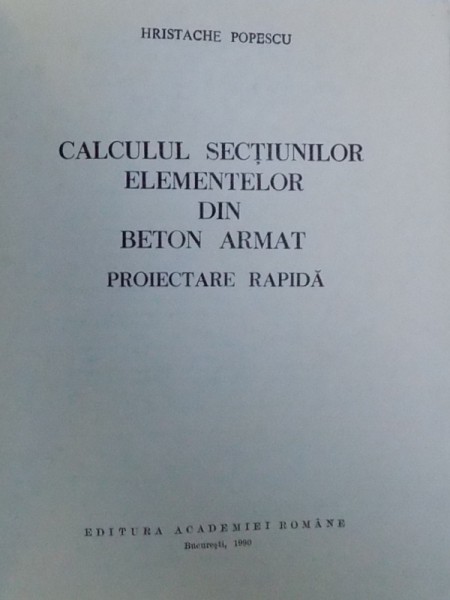 HRISTACHE POPESCU
CALCULUL SECȚIUNILOR
ELEMENTELOR
DIN
BETON ARMAT
PROIECTARE RAPIDĂ
EDITURA ACADEMIEI ROMÂNE
București, 1990